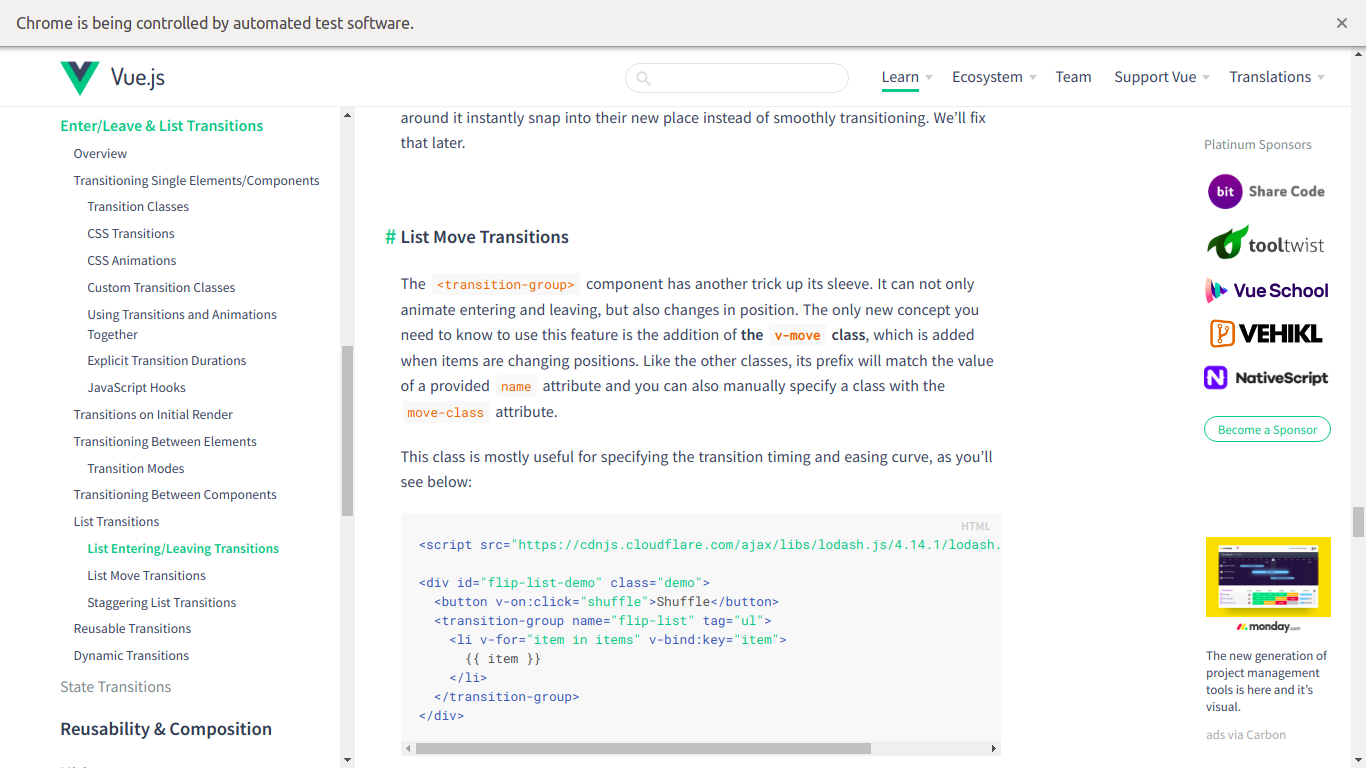 Chrome is being controlled by automated test software.
Vue.js
Learn
Ecosystem
Team
Support Vue
Translations
Enter/Leave & List Transitions
Overview
Transitioning Single Elements/Components
Transition Classes
CSS Transitions
CSS Animations
Custom Transition Classes
Using Transitions and Animations
Together
Explicit Transition Durations
JavaScript Hooks
Transitions on Initial Render
Transitioning Between Elements
Transition Modes
Transitioning Between Components
List Transitions
List Entering/Leaving Transitions
List Move Transitions
Staggering List Transitions
Reusable Transitions
Dynamic Transitions
State Transitions
Reusability & Composition
around it instantly snap into their new place instead of smoothly transitioning. We’ll fix
that later.
# List Move Transitions
The <transition-group> component has another trick up its sleeve. It can not only
animate entering and leaving, but also changes in position. The only new concept you
need to know to use this feature is the addition of the v-move class, which is added
when items are changing positions. Like the other classes, its prefix will match the value
of a provided name attribute and you can also manually specify a class with the
move-class attribute.
This class is mostly useful for specifying the transition timing and easing curve, as you’ll
see below:
HTML
<script src="https://cdnjs.cloudflare.com/ajax/libs/lodash.js/4.14.1/lodash.
<div id="flip-list-demo" class="demo">
<button v-on:click="shuffle">Shuffle</button>
<transition-group name="flip-list" tag="ul">
<li v-for="item in items" v-bind:key="item">
{{ item }}
</li>
</transition-group>
</div>
Platinum Sponsors
bit Share Code
tooltwist
Vue School
VEHIKL
NativeScript
Become a Sponsor
monday.com
The new generation of
project management
tools is here and it’s
visual.
ads via Carbon